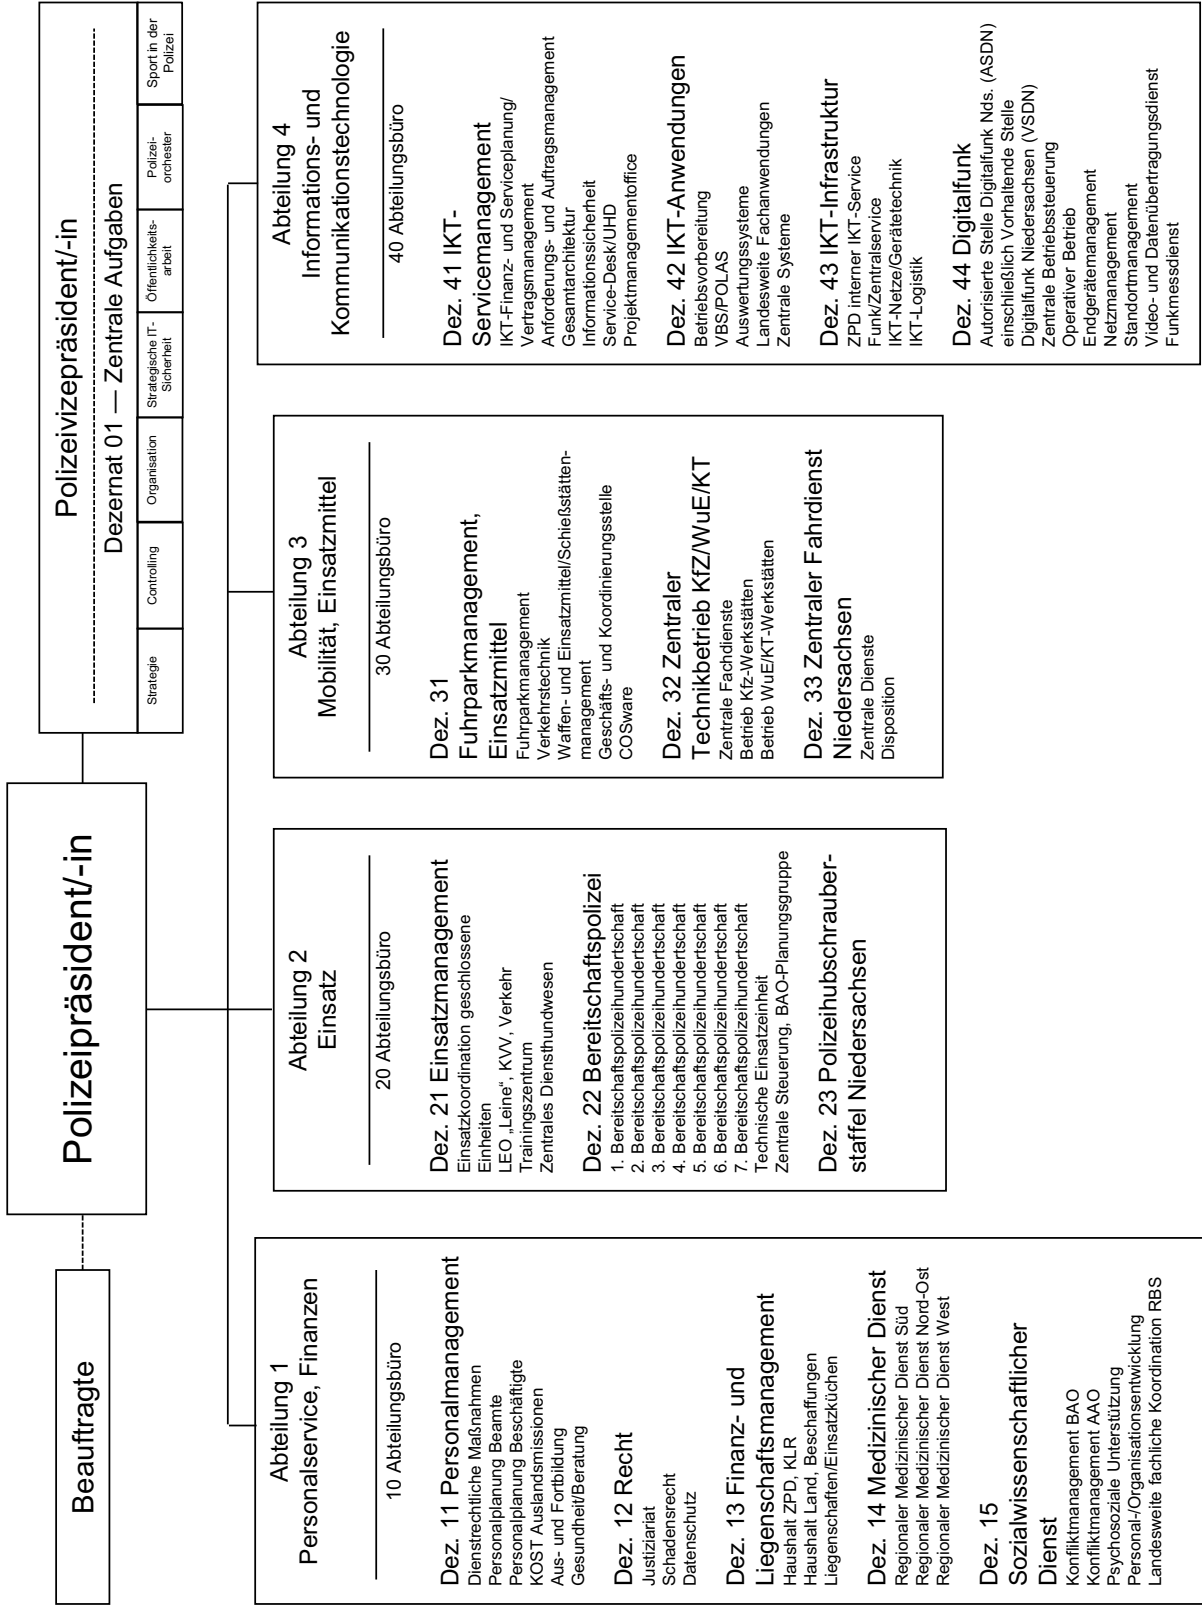 Beauftragte
Polizeipräsident/-in
Polizeivizepräsident/-in
Dezernat 01 — Zentrale Aufgaben
Strategie
Controlling
Organisation
Strategische IT-
Sicherheit
Öffentlichkeits-
arbeit
Polizei-
orchester
Sport in der
Polizei
Abteilung 1
Personalservice, Finanzen
10 Abteilungsbüro
Dez. 11 Personalmanagement
Dienstrechtliche Maßnahmen
Personalplanung Beamte
Personalplanung Beschäftigte
KOST Auslandsmissionen
Aus- und Fortbildung
Gesundheit/Beratung
Dez. 12 Recht
Justiziariat
Schadensrecht
Datenschutz
Dez. 13 Finanz- und
Liegenschaftsmanagement
Haushalt ZPD, KLR
Haushalt Land, Beschaffungen
Liegenschaften/Einsatzküchen
Dez. 14 Medizinischer Dienst
Regionaler Medizinischer Dienst Süd
Regionaler Medizinischer Dienst Nord-Ost
Regionaler Medizinischer Dienst West
Dez. 15
Sozialwissenschaftlicher
Dienst
Konfliktmanagement BAO
Konfliktmanagement AAO
Psychosoziale Unterstützung
Personal-/Organisationsentwicklung
Landesweite fachliche Koordination RBS
Abteilung 2
Einsatz
20 Abteilungsbüro
Dez. 21 Einsatzmanagement
Einsatzkoordination geschlossene
Einheiten
LEO „Leine“, KVV, Verkehr
Trainingszentrum
Zentrales Diensthundwesen
Dez. 22 Bereitschaftspolizei
1. Bereitschaftspolizeihundertschaft
2. Bereitschaftspolizeihundertschaft
3. Bereitschaftspolizeihundertschaft
4. Bereitschaftspolizeihundertschaft
5. Bereitschaftspolizeihundertschaft
6. Bereitschaftspolizeihundertschaft
7. Bereitschaftspolizeihundertschaft
Technische Einsatzeinheit
Zentrale Steuerung, BAO-Planungsgruppe
Dez. 23 Polizeihubschrauber-
staffel Niedersachsen
Abteilung 3
Mobilität, Einsatzmittel
30 Abteilungsbüro
Dez. 31
Fuhrparkmanagement,
Einsatzmittel
Fuhrparkmanagement
Verkehrstechnik
Waffen- und Einsatzmittel/Schießstätten-
management
Geschäfts- und Koordinierungsstelle
COSware
Dez. 32 Zentraler
Technikbetrieb KfZ/WuE/KT
Zentrale Fachdienste
Betrieb Kfz-Werkstätten
Betrieb WuE/KT-Werkstätten
Dez. 33 Zentraler Fahrdienst
Niedersachsen
Zentrale Dienste
Disposition
Abteilung 4
Informations- und
Kommunikationstechnologie
40 Abteilungsbüro
Dez. 41 IKT-
Servicemanagement
IKT-Finanz- und Serviceplanung/
Vertragsmanagement
Anforderungs- und Auftragsmanagement
Gesamtarchitektur
Informationssicherheit
Service-Desk/UHD
Projektmanagementoffice
Dez. 42 IKT-Anwendungen
Betriebsvorbereitung
VBS/POLAS
Auswertungssysteme
Landesweite Fachanwendungen
Zentrale Systeme
Dez. 43 IKT-Infrastruktur
ZPD interner IKT-Service
Funk/Zentralservice
IKT-Netze/Gerätetechnik
IKT-Logistik
Dez. 44 Digitalfunk
Autorisierte Stelle Digitalfunk Nds. (ASDN)
einschließlich Vorhaltende Stelle
Digitalfunk Niedersachsen (VSDN)
Zentrale Betriebssteuerung
Operativer Betrieb
Endgerätemanagement
Netzmanagement
Standortmanagement
Video- und Datenübertragungsdienst
Funkmessdienst